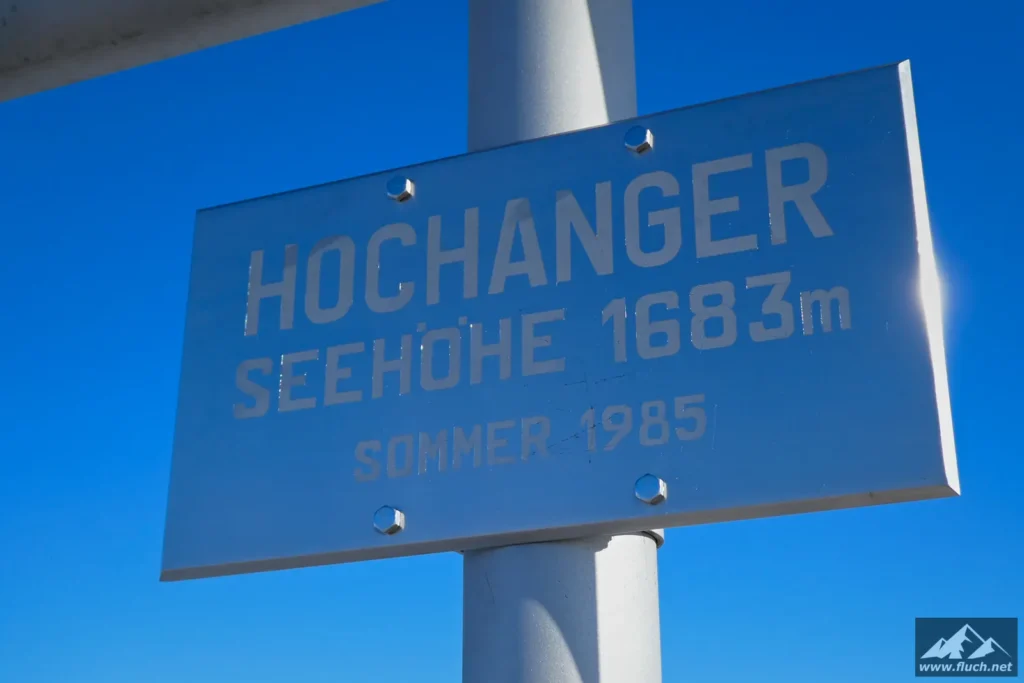 HOCHANGER
SEEHÖHE 1683m
SOMMER 1985
www.fluch.net